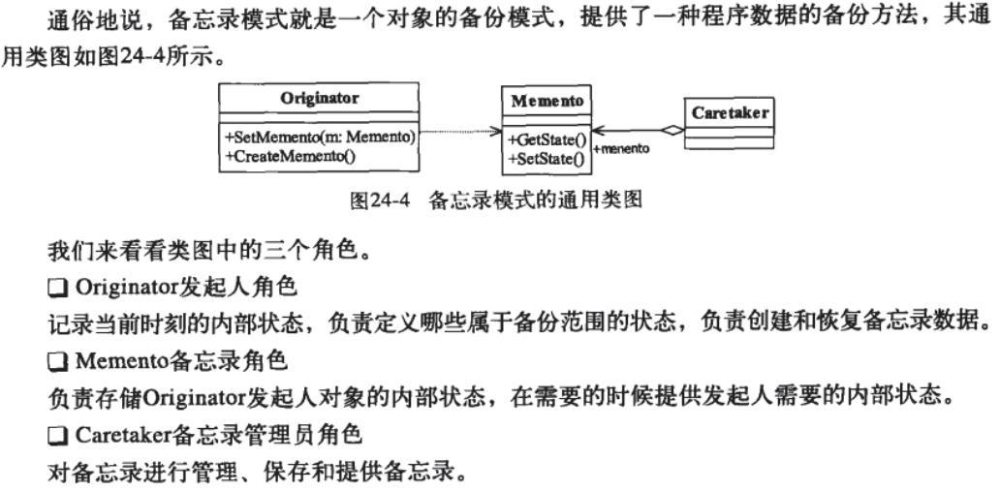 通俗地说，备忘录模式就是一个对象的备份模式，提供了一种程序数据的备份方法，其通
用类图如图24-4所示。
Originator
+SetMemento(m: Memento)
+CreateMemento()
Memento
+GetState()
+SetState()
+menento
Caretaker
图24-4 备忘录模式的通用类图
我们来看看类图中的三个角色。
❑ Originator发起人角色
记录当前时刻的内部状态，负责定义哪些属于备份范围的状态，负责创建和恢复备忘录数据。
❑ Memento备忘录角色
负责存储Originator发起人对象的内部状态，在需要的时候提供发起人需要的内部状态。
❑ Caretaker备忘录管理员角色
对备忘录进行管理、保存和提供备忘录。